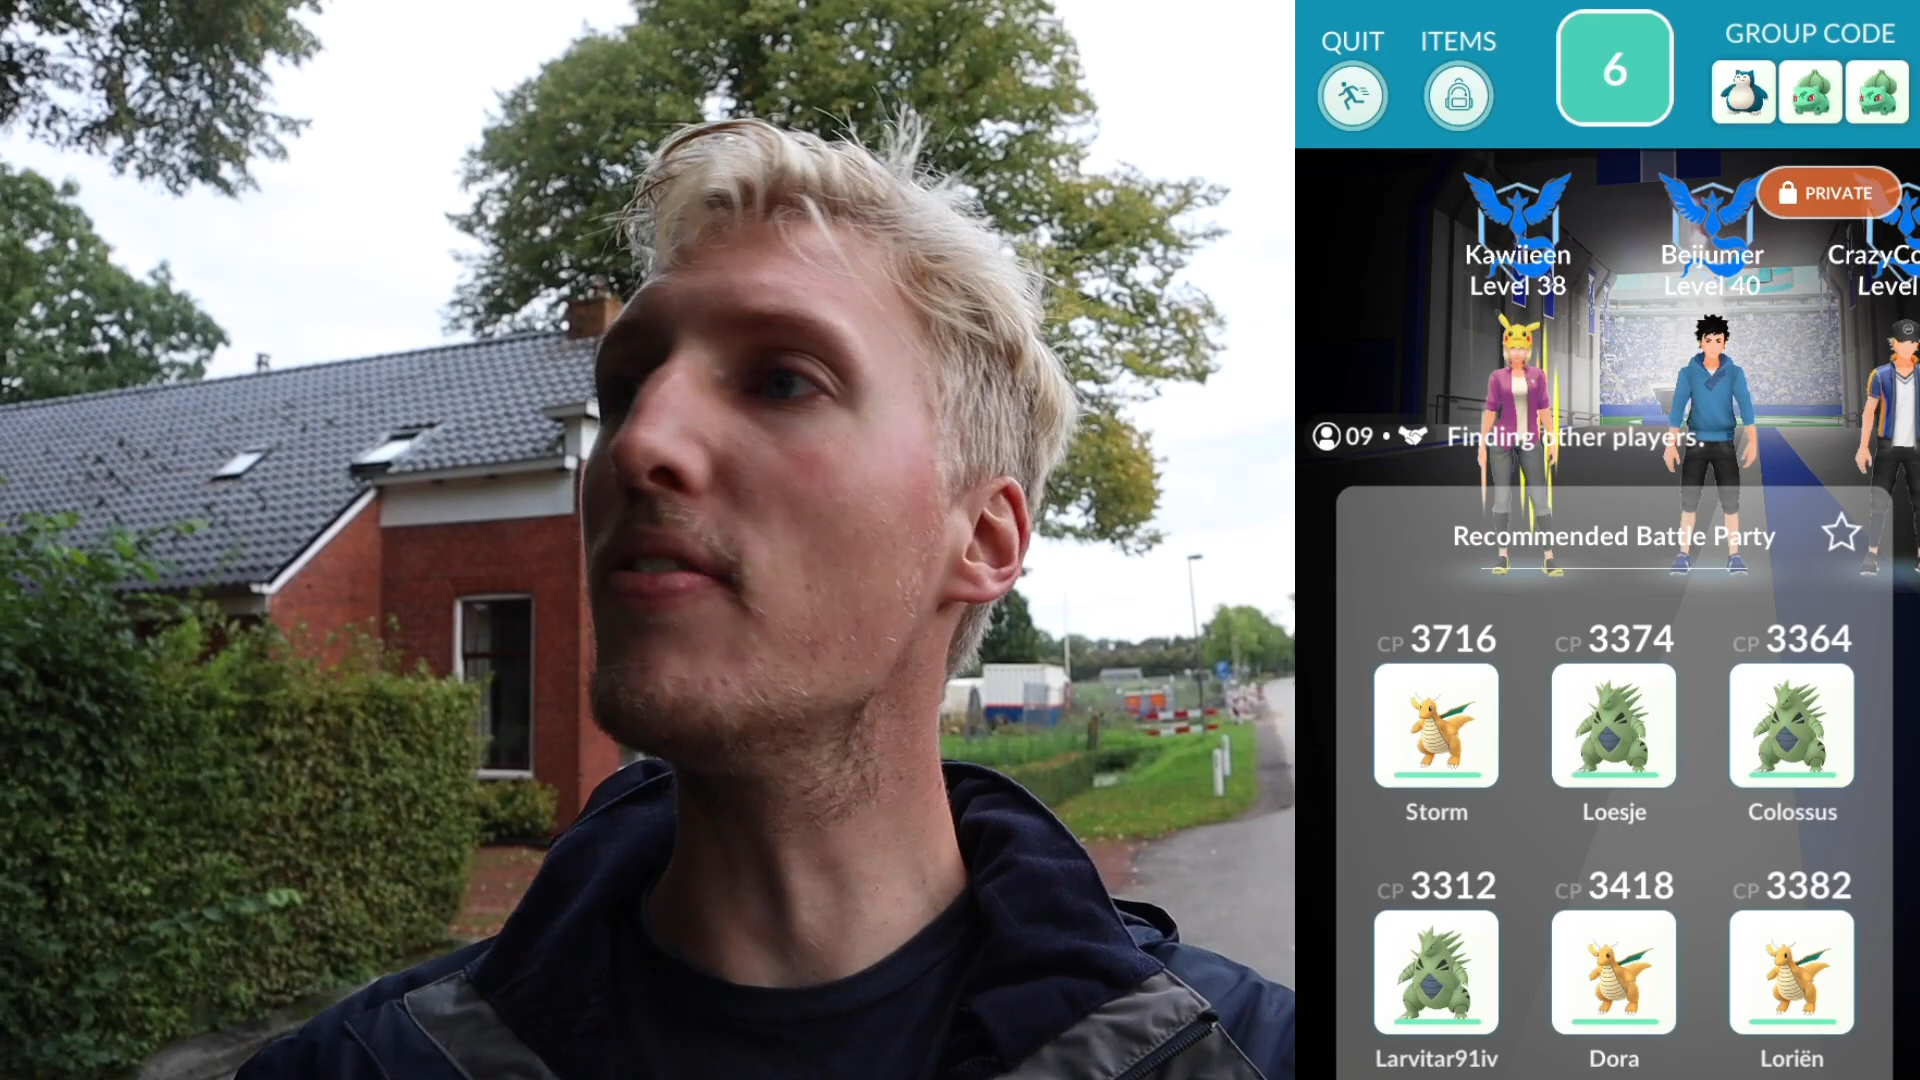 QUIT
ITEMS
6
GROUP CODE
PRIVATE
Kawiieen
Level 38
Beijumer
Level 40
CrazyCo
Level
09 • Finding other players.
Recommended Battle Party
CP 3716
CP 3374
CP 3364
Storm
Loesje
Colossus
CP 3312
CP 3418
CP 3382
Larvitar91iv
Dora
Loriën